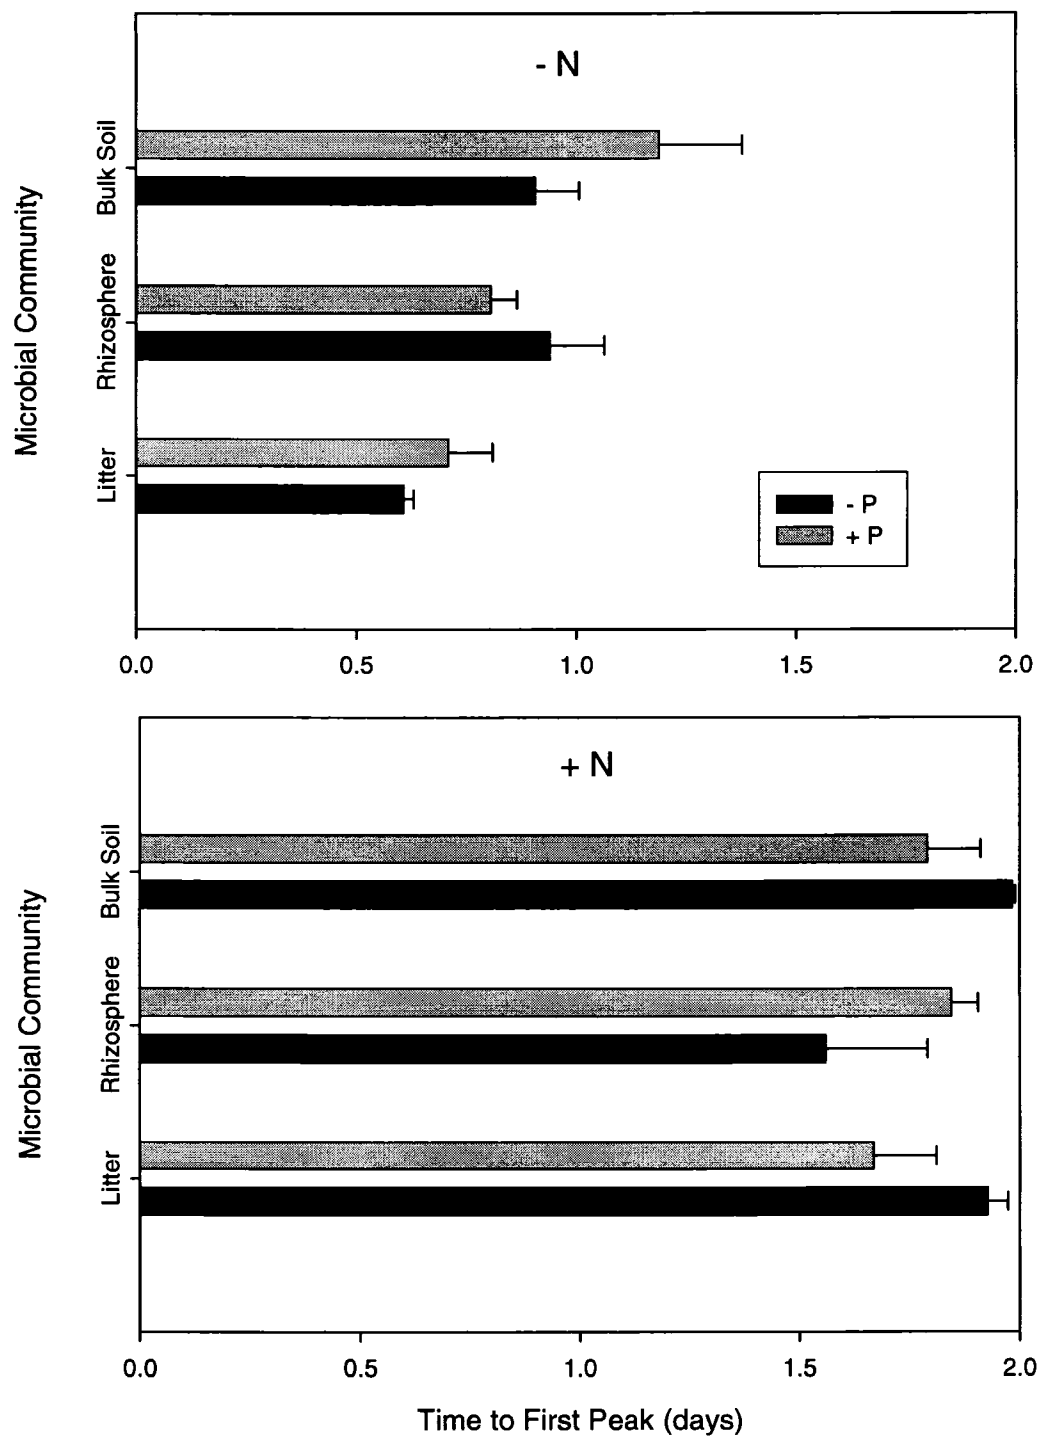 - N
Microbial Community
Bulk Soil
Rhizosphere
Litter
- P
+ P
0.0 0.5 1.0 1.5 2.0
+ N
Microbial Community
Bulk Soil
Rhizosphere
Litter
0.0 0.5 1.0 1.5 2.0
Time to First Peak (days)